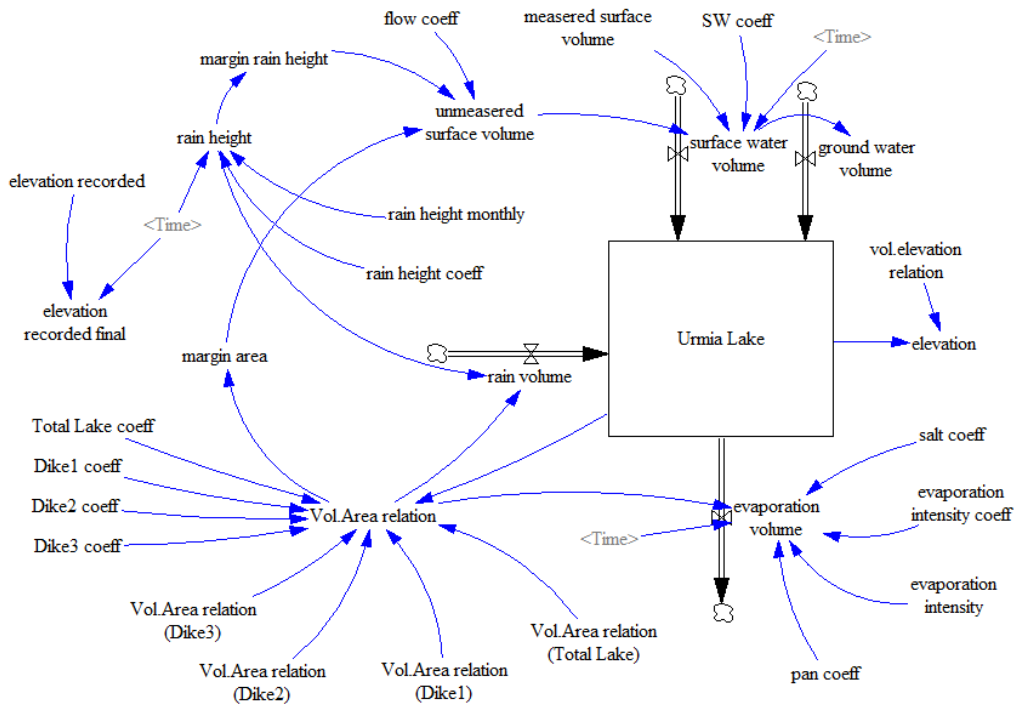 flow coeff
measered surface
volume
SW coeff
<Time>
margin rain height
unmeasered
surface volume
rain height
surface water
volume
ground water
volume
elevation recorded
<Time>
rain height monthly
rain height coeff
vol.elevation
relation
elevation
recorded final
margin area
Urmia Lake
elevation
rain volume
Total Lake coeff
Dike1 coeff
Dike2 coeff
Dike3 coeff
Vol.Area relation
salt coeff
evaporation
volume
evaporation
intensity coeff
<Time>
evaporation
intensity
Vol.Area relation
(Dike3)
Vol.Area relation
(Dike2)
Vol.Area relation
(Dike1)
Vol.Area relation
(Total Lake)
pan coeff